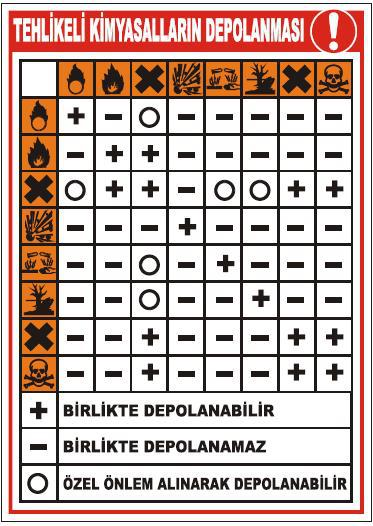 TEHLİKELİ KİMYASALLARIN DEPOLANMASI !
+ − ○ − − − − −
− + + − − − − −
○ + + − ○ ○ + +
− − − + − − − −
− − ○ − + − − −
− − ○ − − + − −
− − + − − − + +
− − + − − − + +
+ BİRLİKTE DEPOLANABİLİR
− BİRLİKTE DEPOLANAMAZ
○ ÖZEL ÖNLEM ALINARAK DEPOLANABİLİR